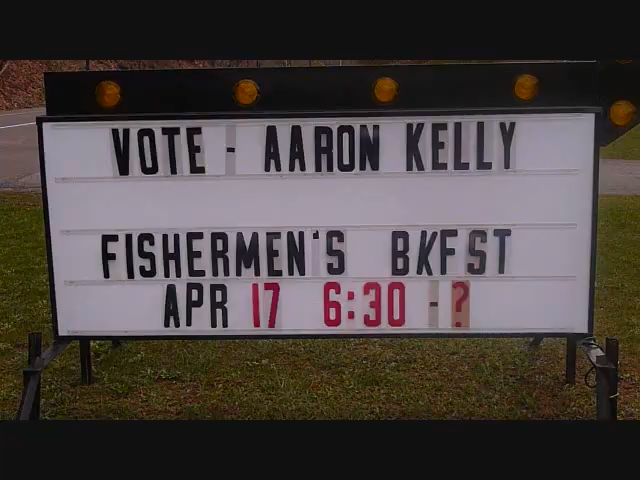 VOTE - AARON KELLY
FISHERMEN'S BKFST
APR 17 6:30 - ?